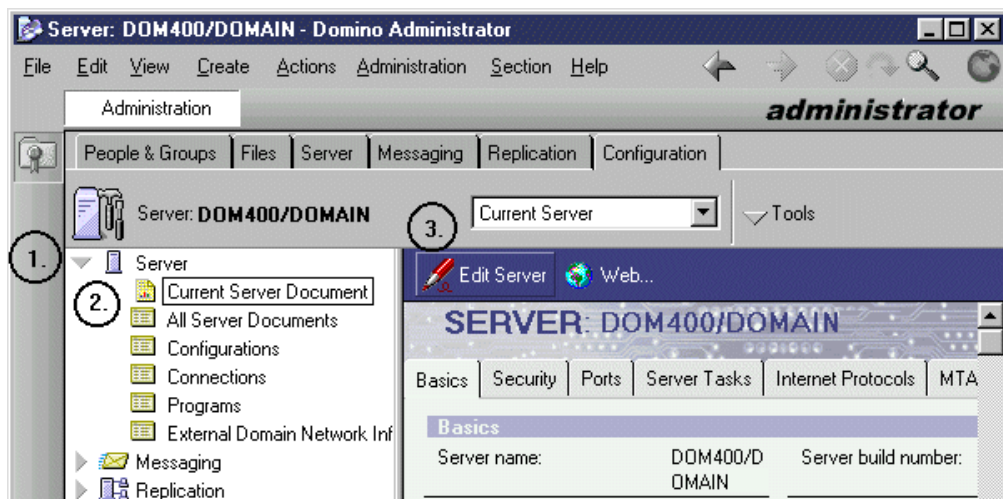 Server: DOM400/DOMAIN - Domino Administrator
File Edit View Create Actions Administration Section Help
Administration
administrator
People & Groups Files Server Messaging Replication Configuration
Server: DOM400/DOMAIN
3.
Current Server
Tools
1.
Server
2.
Current Server Document
All Server Documents
Configurations
Connections
Programs
External Domain Network Inf
Messaging
Replication
Edit Server Web...
SERVER: DOM400/DOMAIN
Basics Security Ports Server Tasks Internet Protocols MTA
Basics
Server name: DOM400/D Server build number:
OMAIN